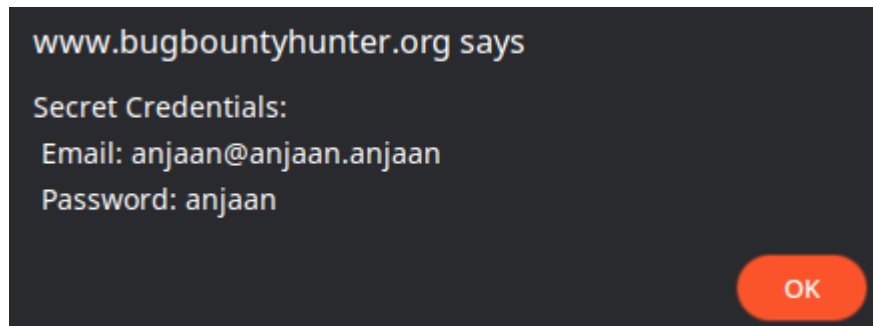 www.bugbountyhunter.org says
Secret Credentials:
Email: anjaan@anjaan.anjaan
Password: anjaan
OK